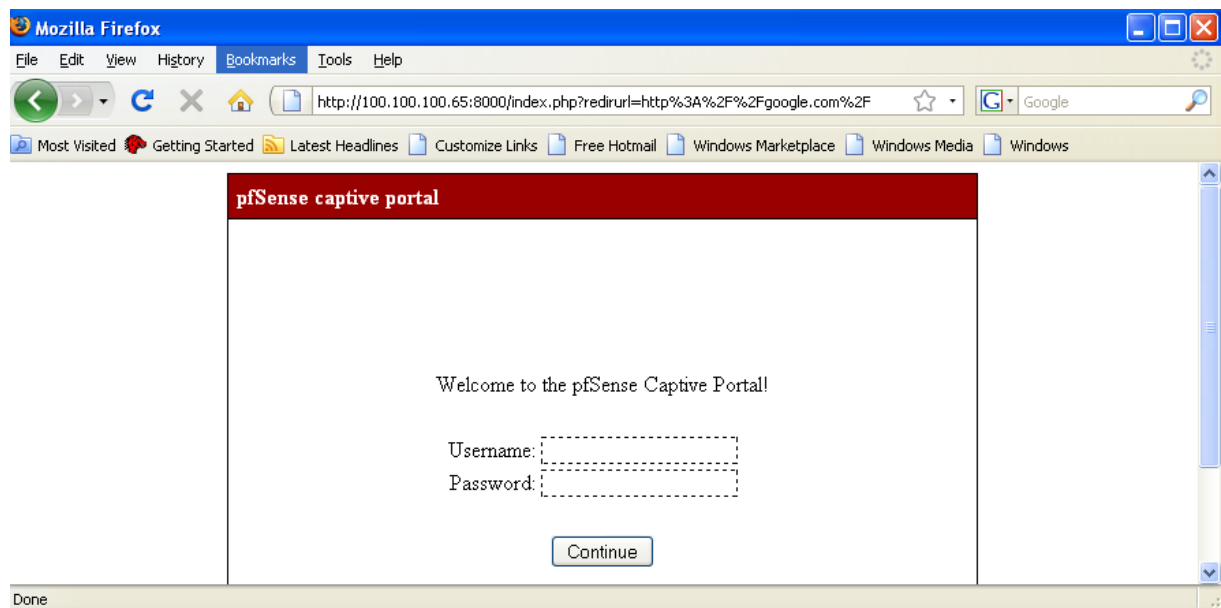 Mozilla Firefox
File Edit View History Bookmarks Tools Help
http://100.100.100.65:8000/index.php?redirurl=http%3A%2F%2Fgoogle.com%2F G Google
Most Visited Getting Started Latest Headlines Customize Links Free Hotmail Windows Marketplace Windows Media Windows
pfSense captive portal
Welcome to the pfSense Captive Portal!
Username:
Password:
Continue
Done